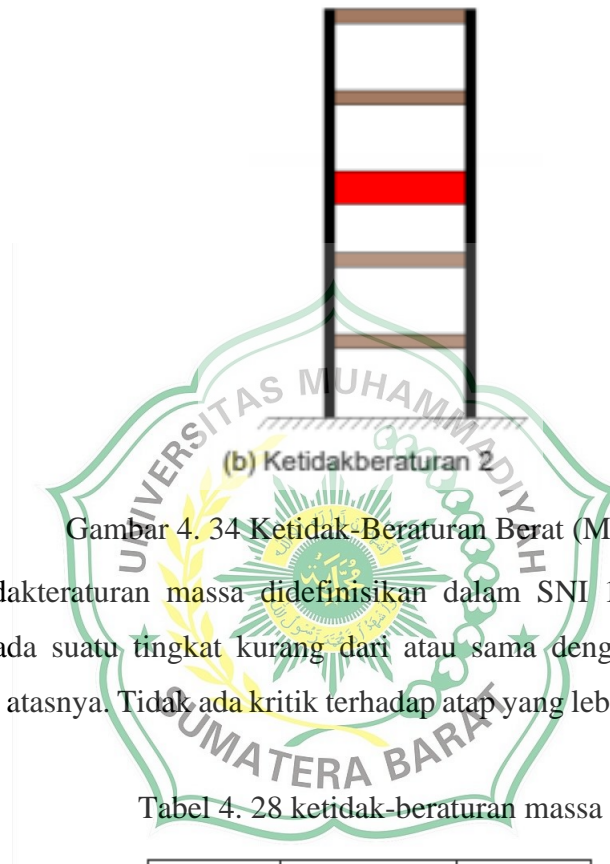 (b) Ketidakberaturan 2
Gambar 4. 34 Ketidak-Beraturan Berat (M
dakteraturan massa didefinisikan dalam SNI 1
ada suatu tingkat kurang dari atau sama deng
atasnya. Tidak ada kritik terhadap atap yang leb
UNIVERSITAS MUHAMMADIYAH
SUMATERA BARAT
Tabel 4. 28 ketidak-beraturan massa